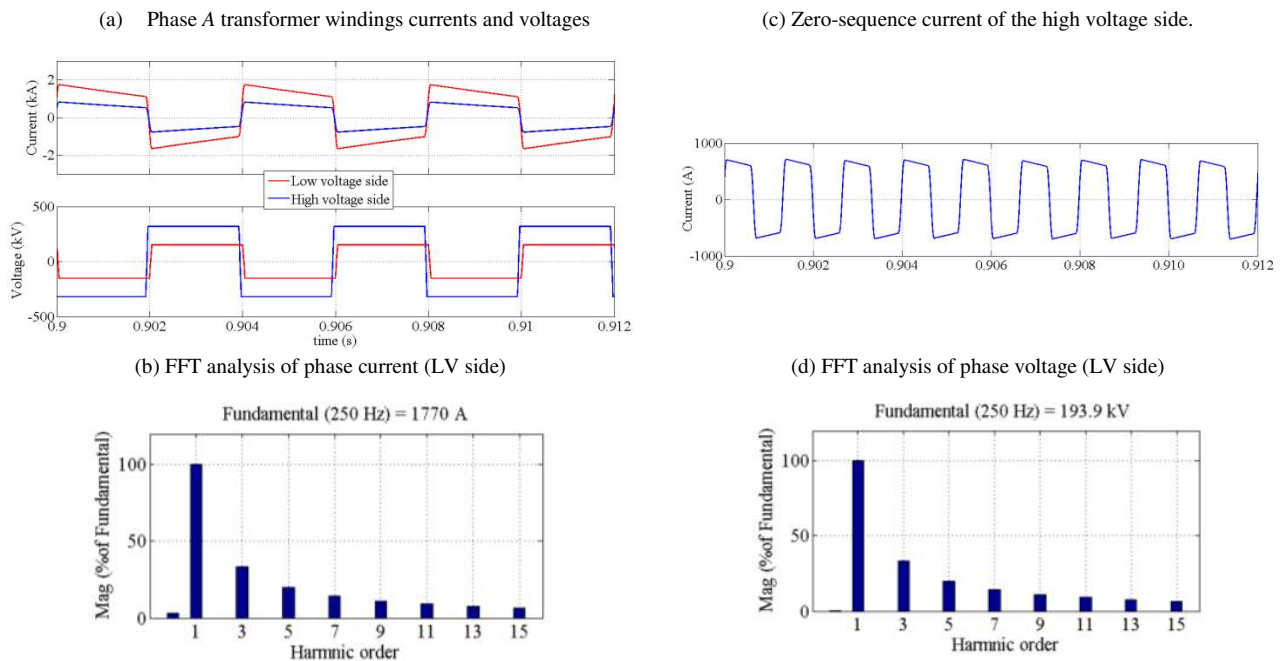 (a) Phase A transformer windings currents and voltages
2
0
-2
Current (kA)
Low voltage side
High voltage side
500
0
-500
Voltage (kV)
0.9 0.902 0.904 0.906 0.908 0.91 0.912
time (s)
(c) Zero-sequence current of the high voltage side.
1000
0
-1000
Current (A)
0.9 0.902 0.904 0.906 0.908 0.910 0.912
(b) FFT analysis of phase current (LV side)
Fundamental (250 Hz) = 1770 A
100
50
0
Mag (%of Fundamental)
1 3 5 7 9 11 13 15
Harmnic order
(d) FFT analysis of phase voltage (LV side)
Fundamental (250 Hz) = 193.9 kV
100
50
0
Mag (%of Fundamental)
1 3 5 7 9 11 13 15
Harmnic order